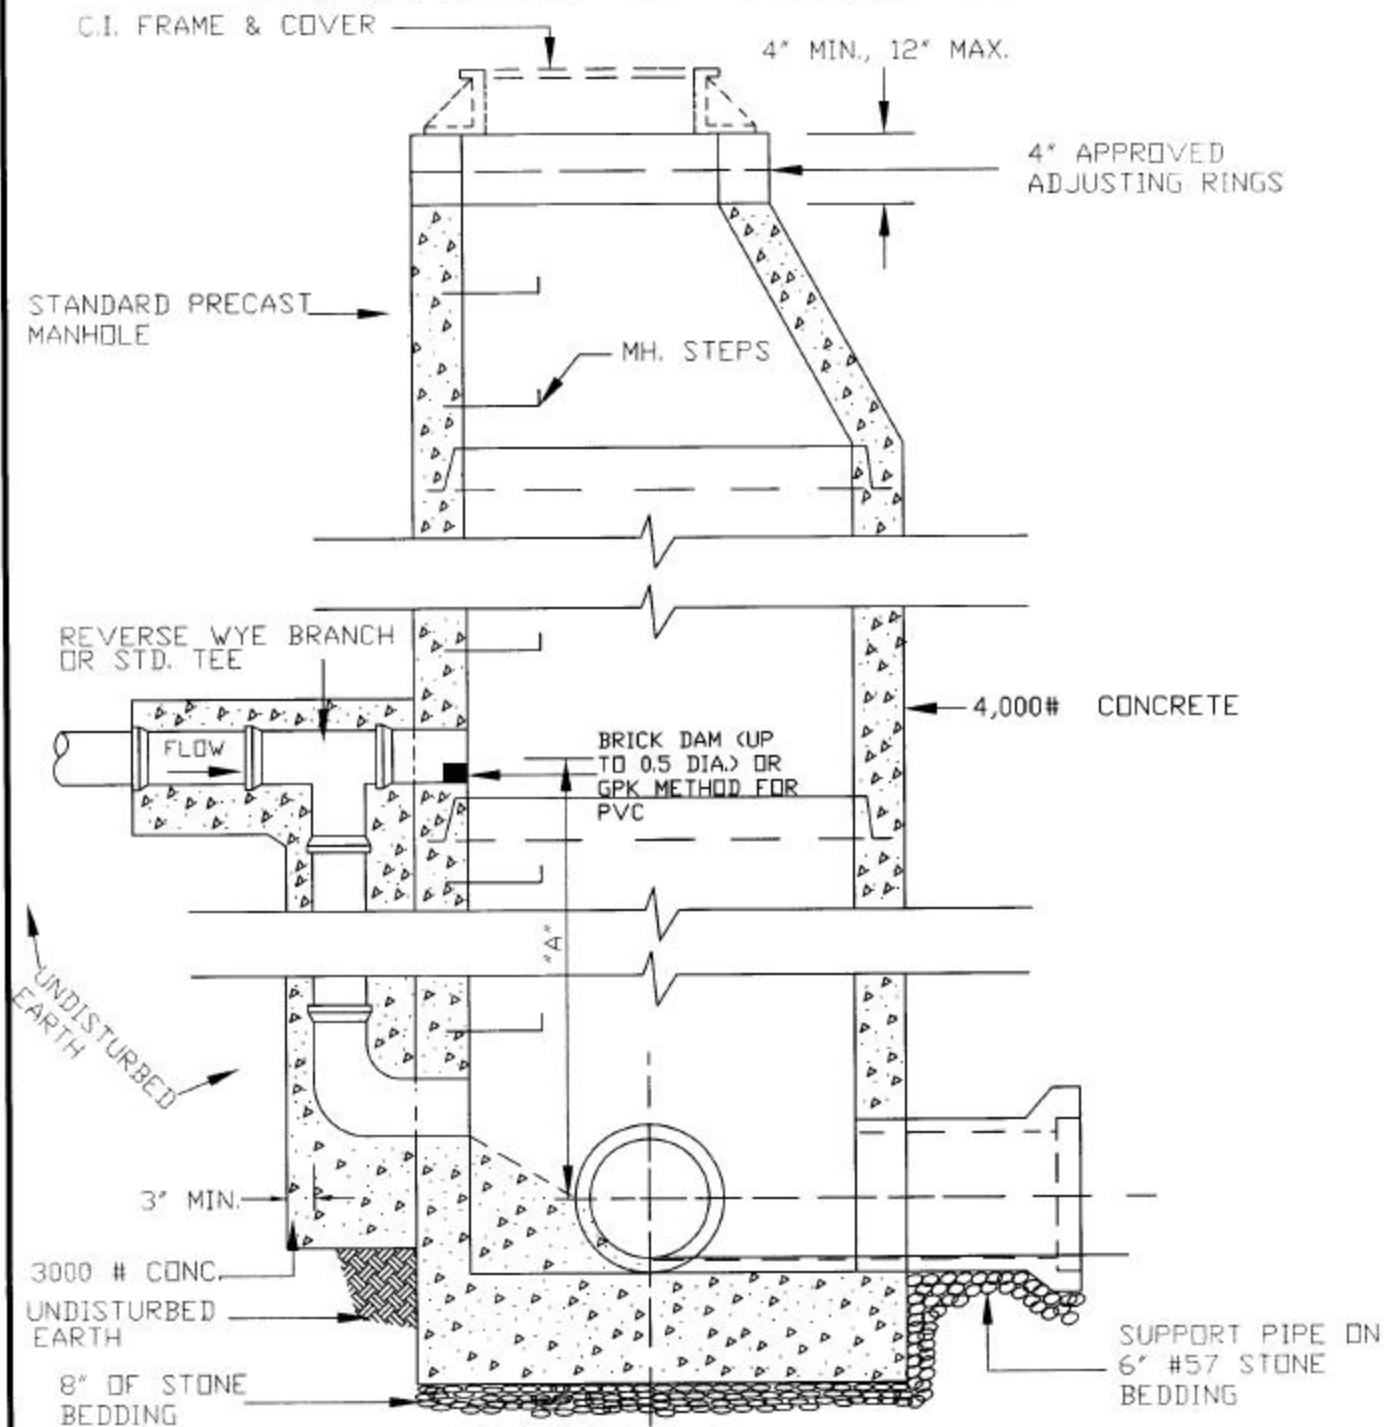 C.I. FRAME & COVER
4" MIN., 12" MAX.
4" APPROVED
ADJUSTING RINGS
STANDARD PRECAST
MANHOLE
MH. STEPS
REVERSE WYE BRANCH
OR STD. TEE
FLOW
BRICK DAM (UP
TO 0.5 DIA.) OR
GPK METHOD FOR
PVC
4,000# CONCRETE
"A"
UNDISTURBED
EARTH
3" MIN.
3000 # CONC.
UNDISTURBED
EARTH
8" OF STONE
BEDDING
SUPPORT PIPE ON
6" #57 STONE
BEDDING